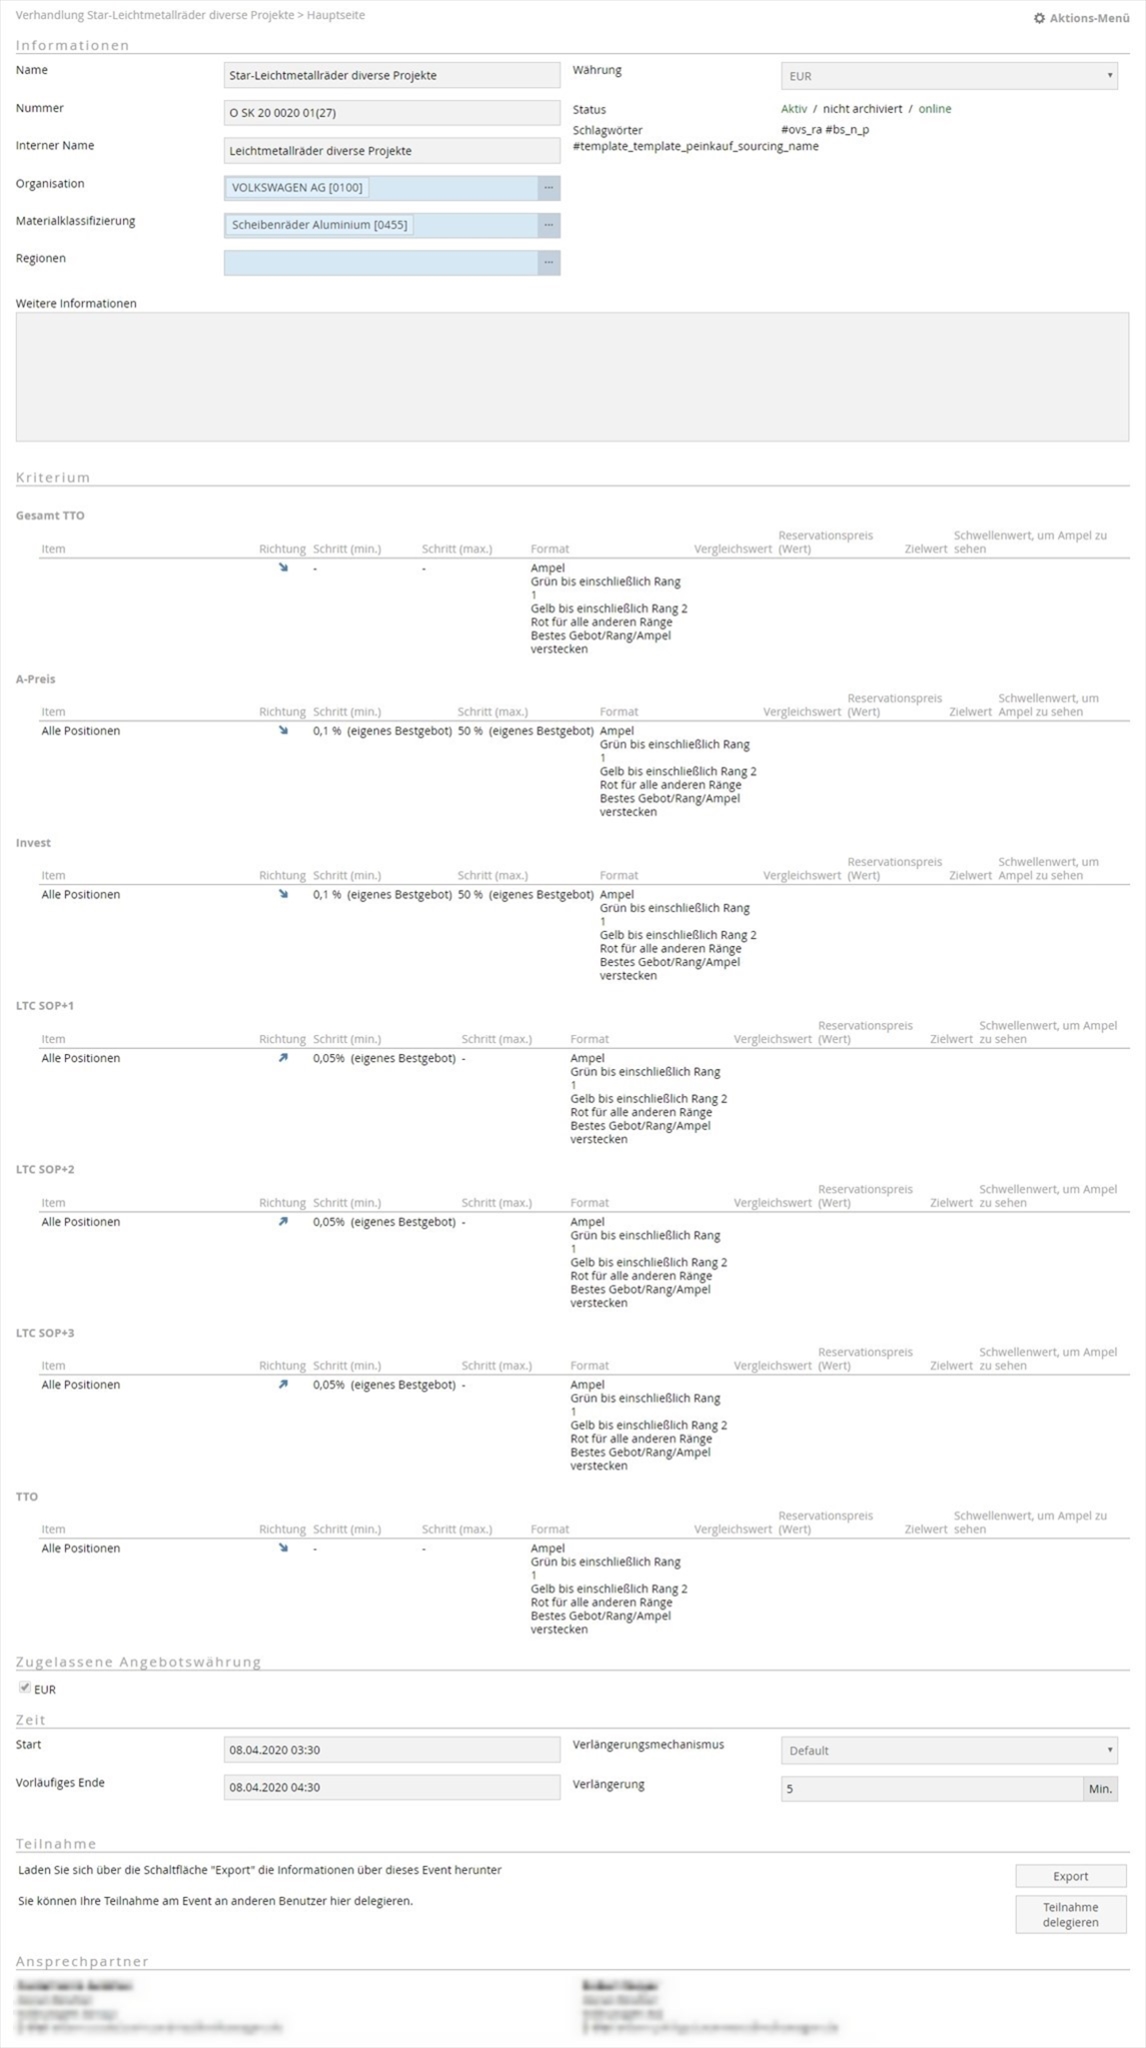 Verhandlung Star-Leichtmetallräder diverse Projekte > Hauptseite
Aktions-Menü
Informationen
Name
Star-Leichtmetallräder diverse Projekte
Währung
EUR
Nummer
O SK 20 0020 01(27)
Status
Aktiv / nicht archiviert / online
Schlagwörter
#ovs_ra #bs_n_p
#template_template_peinkauf_sourcing_name
Interner Name
Leichtmetallräder diverse Projekte
Organisation
VOLKSWAGEN AG [0100]
...
Materialklassifizierung
Scheibenräder Aluminium [0455]
...
Regionen
...
Weitere Informationen
Kriterium
Gesamt TTO
Reservationspreis Schwellenwert, um Ampel zu
Item Richtung Schritt (min.) Schritt (max.) Format Vergleichswert (Wert) Zielwert sehen
- - Ampel
Grün bis einschließlich Rang
1
Gelb bis einschließlich Rang 2
Rot für alle anderen Ränge
Bestes Gebot/Rang/Ampel
verstecken
A-Preis
Reservationspreis Schwellenwert, um
Item Richtung Schritt (min.) Schritt (max.) Format Vergleichswert (Wert) Zielwert Ampel zu sehen
Alle Positionen 0,1 % (eigenes Bestgebot) 50 % (eigenes Bestgebot) Ampel
Grün bis einschließlich Rang
1
Gelb bis einschließlich Rang 2
Rot für alle anderen Ränge
Bestes Gebot/Rang/Ampel
verstecken
Invest
Reservationspreis Schwellenwert, um
Item Richtung Schritt (min.) Schritt (max.) Format Vergleichswert (Wert) Zielwert Ampel zu sehen
Alle Positionen 0,1 % (eigenes Bestgebot) 50 % (eigenes Bestgebot) Ampel
Grün bis einschließlich Rang
1
Gelb bis einschließlich Rang 2
Rot für alle anderen Ränge
Bestes Gebot/Rang/Ampel
verstecken
LTC SOP+1
Reservationspreis Schwellenwert, um Ampel
Item Richtung Schritt (min.) Schritt (max.) Format Vergleichswert (Wert) Zielwert zu sehen
Alle Positionen 0,05% (eigenes Bestgebot) - Ampel
Grün bis einschließlich Rang
1
Gelb bis einschließlich Rang 2
Rot für alle anderen Ränge
Bestes Gebot/Rang/Ampel
verstecken
LTC SOP+2
Reservationspreis Schwellenwert, um Ampel
Item Richtung Schritt (min.) Schritt (max.) Format Vergleichswert (Wert) Zielwert zu sehen
Alle Positionen 0,05% (eigenes Bestgebot) - Ampel
Grün bis einschließlich Rang
1
Gelb bis einschließlich Rang 2
Rot für alle anderen Ränge
Bestes Gebot/Rang/Ampel
verstecken
LTC SOP+3
Reservationspreis Schwellenwert, um Ampel
Item Richtung Schritt (min.) Schritt (max.) Format Vergleichswert (Wert) Zielwert zu sehen
Alle Positionen 0,05% (eigenes Bestgebot) - Ampel
Grün bis einschließlich Rang
1
Gelb bis einschließlich Rang 2
Rot für alle anderen Ränge
Bestes Gebot/Rang/Ampel
verstecken
TTO
Reservationspreis Schwellenwert, um Ampel zu
Item Richtung Schritt (min.) Schritt (max.) Format Vergleichswert (Wert) Zielwert sehen
Alle Positionen - - Ampel
Grün bis einschließlich Rang
1
Gelb bis einschließlich Rang 2
Rot für alle anderen Ränge
Bestes Gebot/Rang/Ampel
verstecken
Zugelassene Angebotswährung
EUR
Zeit
Start
08.04.2020 03:30
Verlängerungsmechanismus
Default
Vorläufiges Ende
08.04.2020 04:30
Verlängerung
5 Min.
Teilnahme
Laden Sie sich über die Schaltfläche "Export" die Informationen über dieses Event herunter
Export
Sie können Ihre Teilnahme am Event an anderen Benutzer hier delegieren.
Teilnahme
delegieren
Ansprechpartner